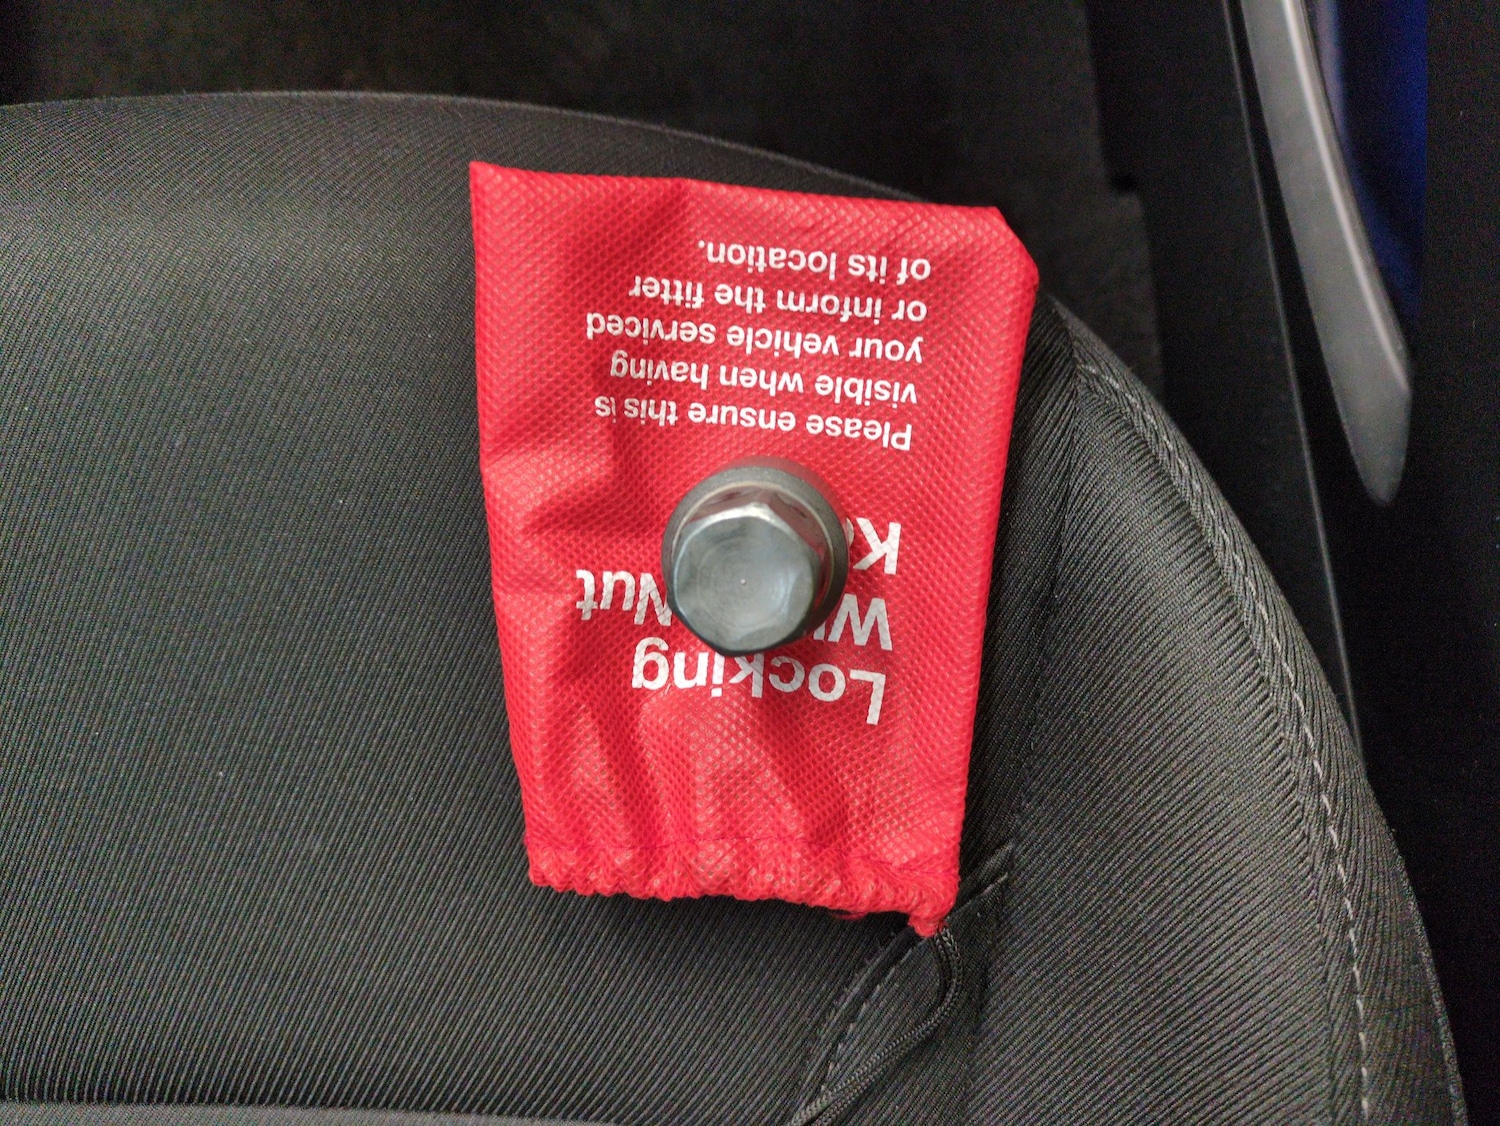 Locking
Nut
Please ensure this is
visible when having
your vehicle serviced
or inform the fitter
of its location.